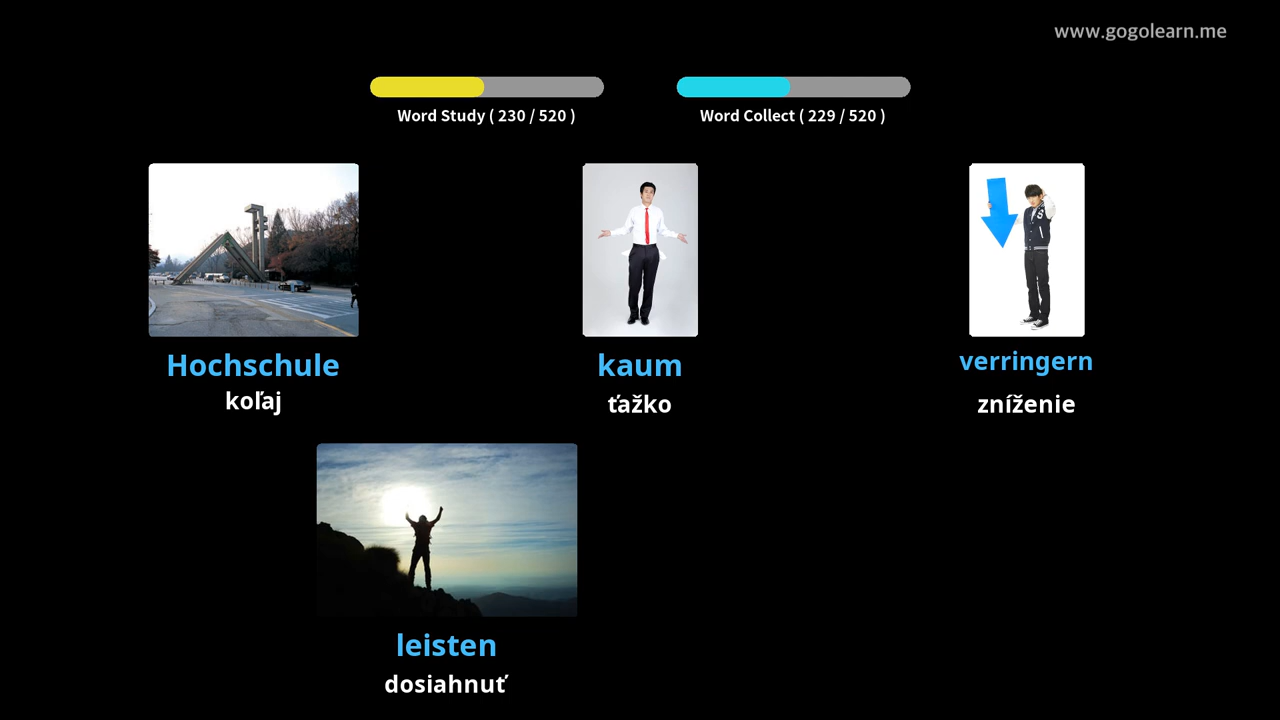 www.gogolearn.me
Word Study ( 230 / 520 )
Word Collect ( 229 / 520 )
Hochschule
koľaj
kaum
ťažko
verringern
zníženie
leisten
dosiahnuť